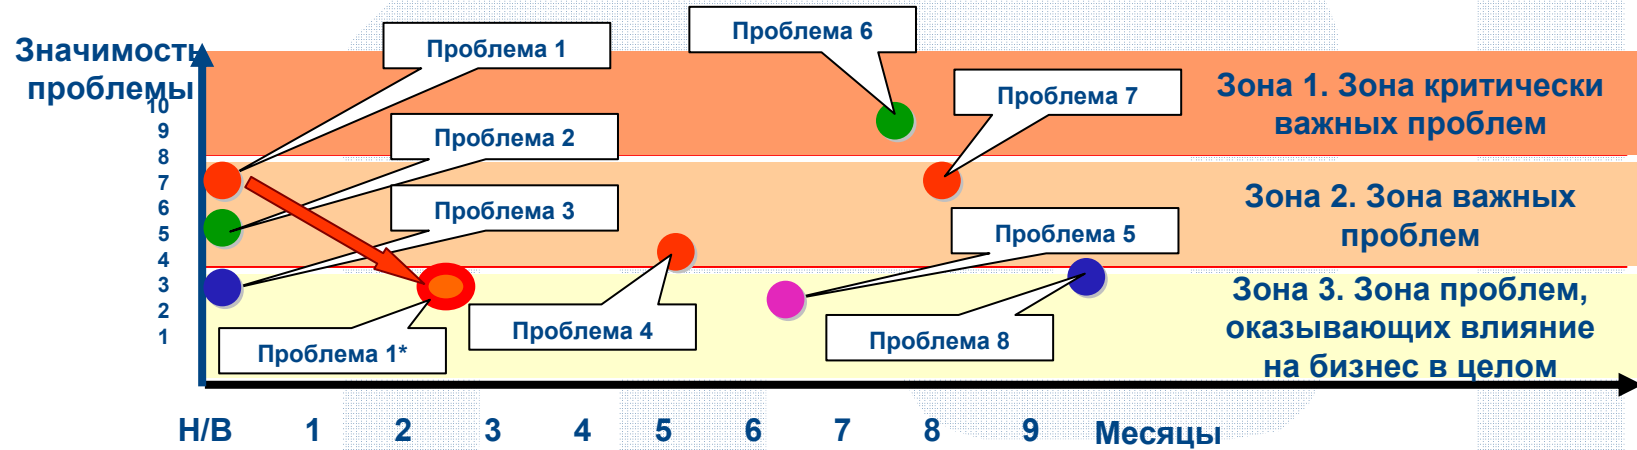 Значимость
проблемы
10
9
8
7
6
5
4
3
2
1
Проблема 1
Проблема 2
Проблема 3
Проблема 1*
Проблема 4
Проблема 6
Проблема 7
Проблема 5
Проблема 8
Зона 1. Зона критически
важных проблем
Зона 2. Зона важных
проблем
Зона 3. Зона проблем,
оказывающих влияние
на бизнес в целом
Н/В 1 2 3 4 5 6 7 8 9 Месяцы